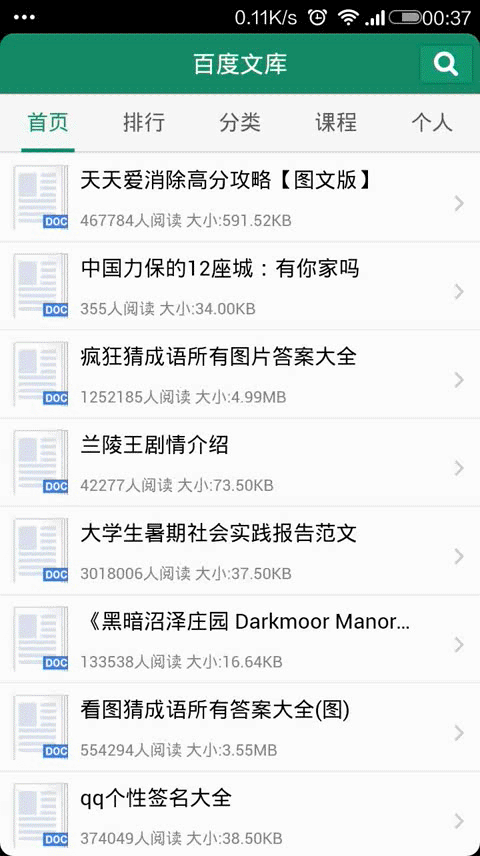 0.11K/s 00:37
百度文库
首页 排行 分类 课程 个人
天天爱消除高分攻略【图文版】
DOC
467784人阅读 大小:591.52KB
中国力保的12座城：有你家吗
DOC
355人阅读 大小:34.00KB
疯狂猜成语所有图片答案大全
DOC
1252185人阅读 大小:4.99MB
兰陵王剧情介绍
DOC
42277人阅读 大小:73.50KB
大学生暑期社会实践报告范文
DOC
3018006人阅读 大小:37.50KB
《黑暗沼泽庄园 Darkmoor Manor...
DOC
133538人阅读 大小:16.64KB
看图猜成语所有答案大全(图)
DOC
554294人阅读 大小:3.55MB
qq个性签名大全
DOC
374049人阅读 大小:38.50KB